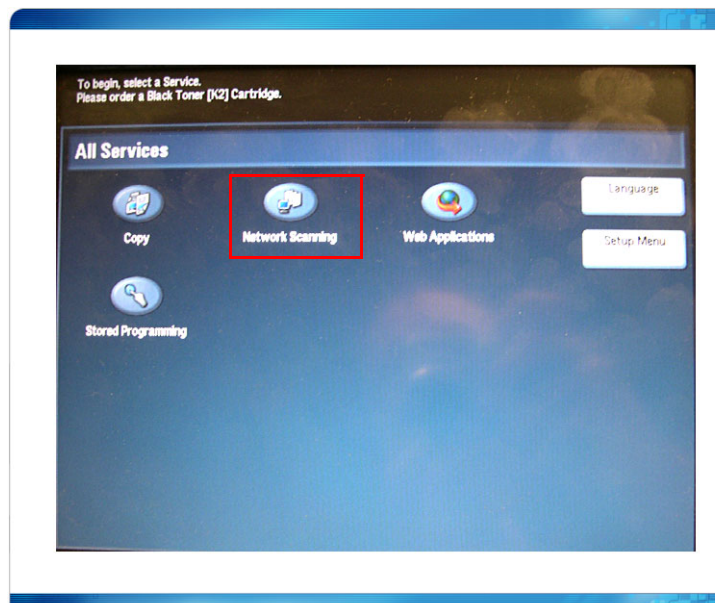 To begin, select a Service.
Please order a Black Toner [K2] Cartridge.
All Services
Copy
Network Scanning
Web Applications
Language
Setup Menu
Stored Programming